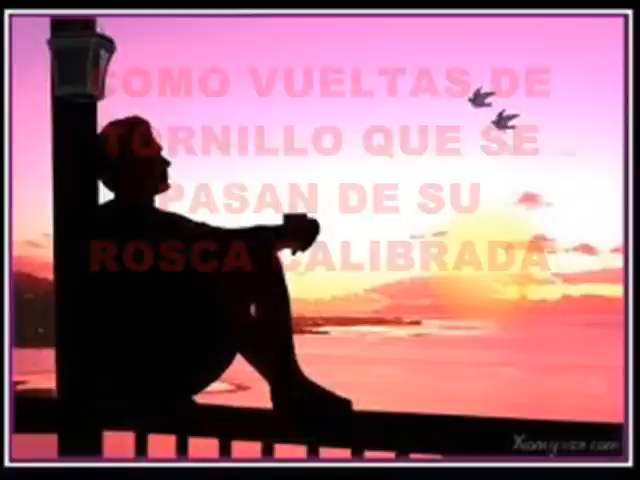 COMO VUELTAS DE
TORNILLO QUE SE
PASAN DE SU
ROSCA CALIBRADA